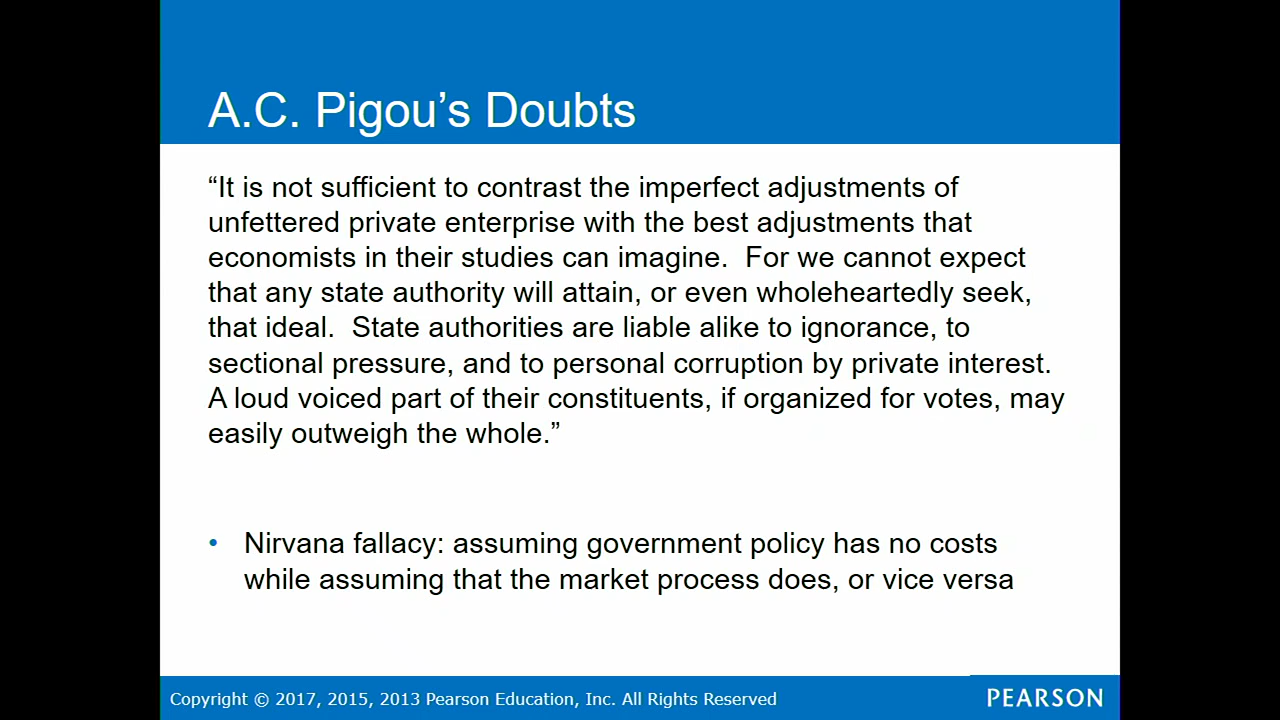 A.C. Pigou’s Doubts
“It is not sufficient to contrast the imperfect adjustments of
unfettered private enterprise with the best adjustments that
economists in their studies can imagine.  For we cannot expect
that any state authority will attain, or even wholeheartedly seek,
that ideal.  State authorities are liable alike to ignorance, to
sectional pressure, and to personal corruption by private interest.
A loud voiced part of their constituents, if organized for votes, may
easily outweigh the whole.”
• Nirvana fallacy: assuming government policy has no costs
while assuming that the market process does, or vice versa
Copyright © 2017, 2015, 2013 Pearson Education, Inc. All Rights Reserved
PEARSON